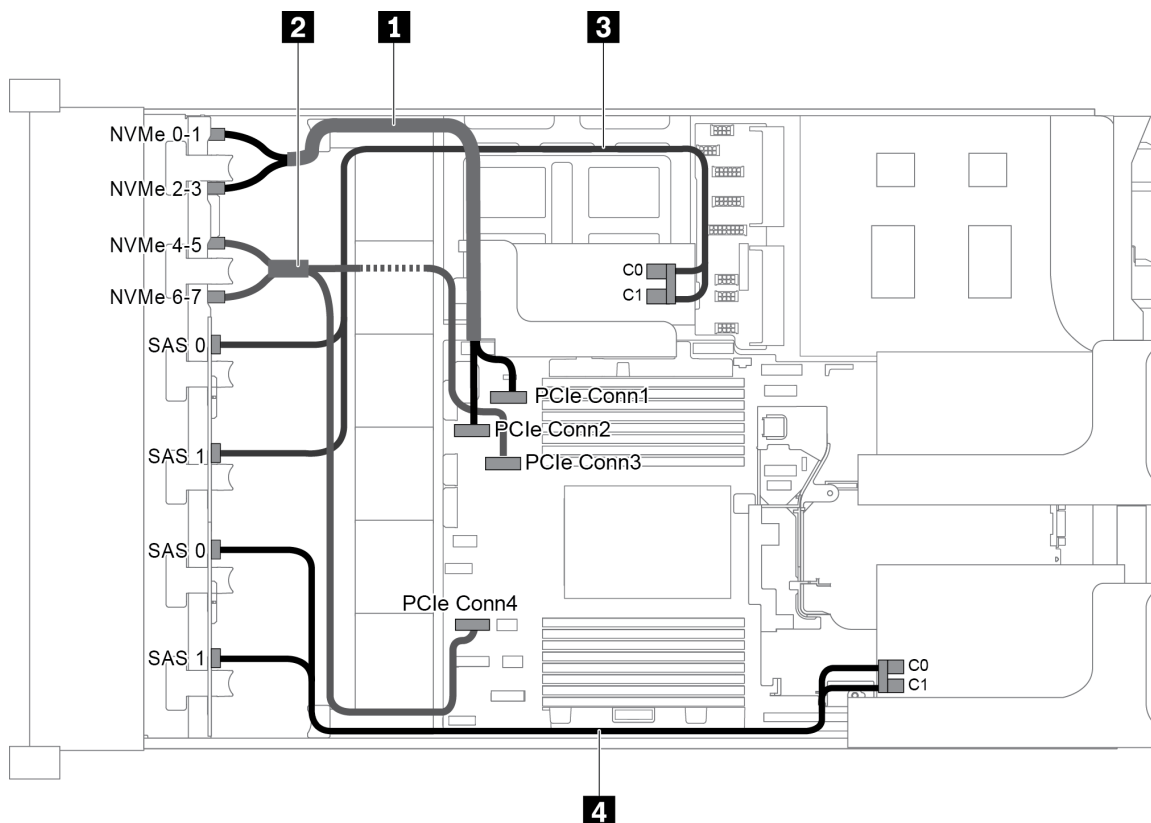 2
1
3
NVMe 0-1
NVMe 2-3
NVMe 4-5
NVMe 6-7
C0
C1
SAS 0
PCIe Conn1
PCIe Conn2
SAS 1
PCIe Conn3
SAS 0
PCIe Conn4
SAS 1
C0
C1
4